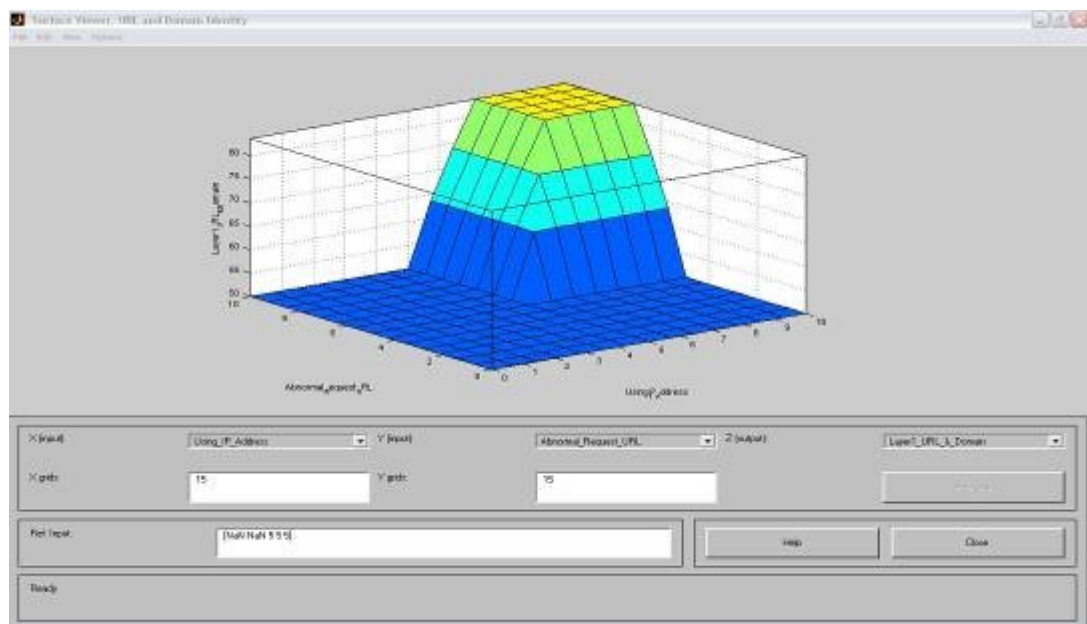 Surface Viewer: URL and Domain Identity
File Edit View Options
80
75
70
65
60
55
50
10
8
6
4
2
0
0 1 2 3 4 5 6 7 8 9 10
X (input):
Using_IP_Address
Y (input):
Abnormal_Request_URL
Z (output):
Layer1_URL_&_Domain
X grids:
15
Y grids:
15
Ref. Input:
[NaN NaN 5 5 5]
Help
Close
Ready